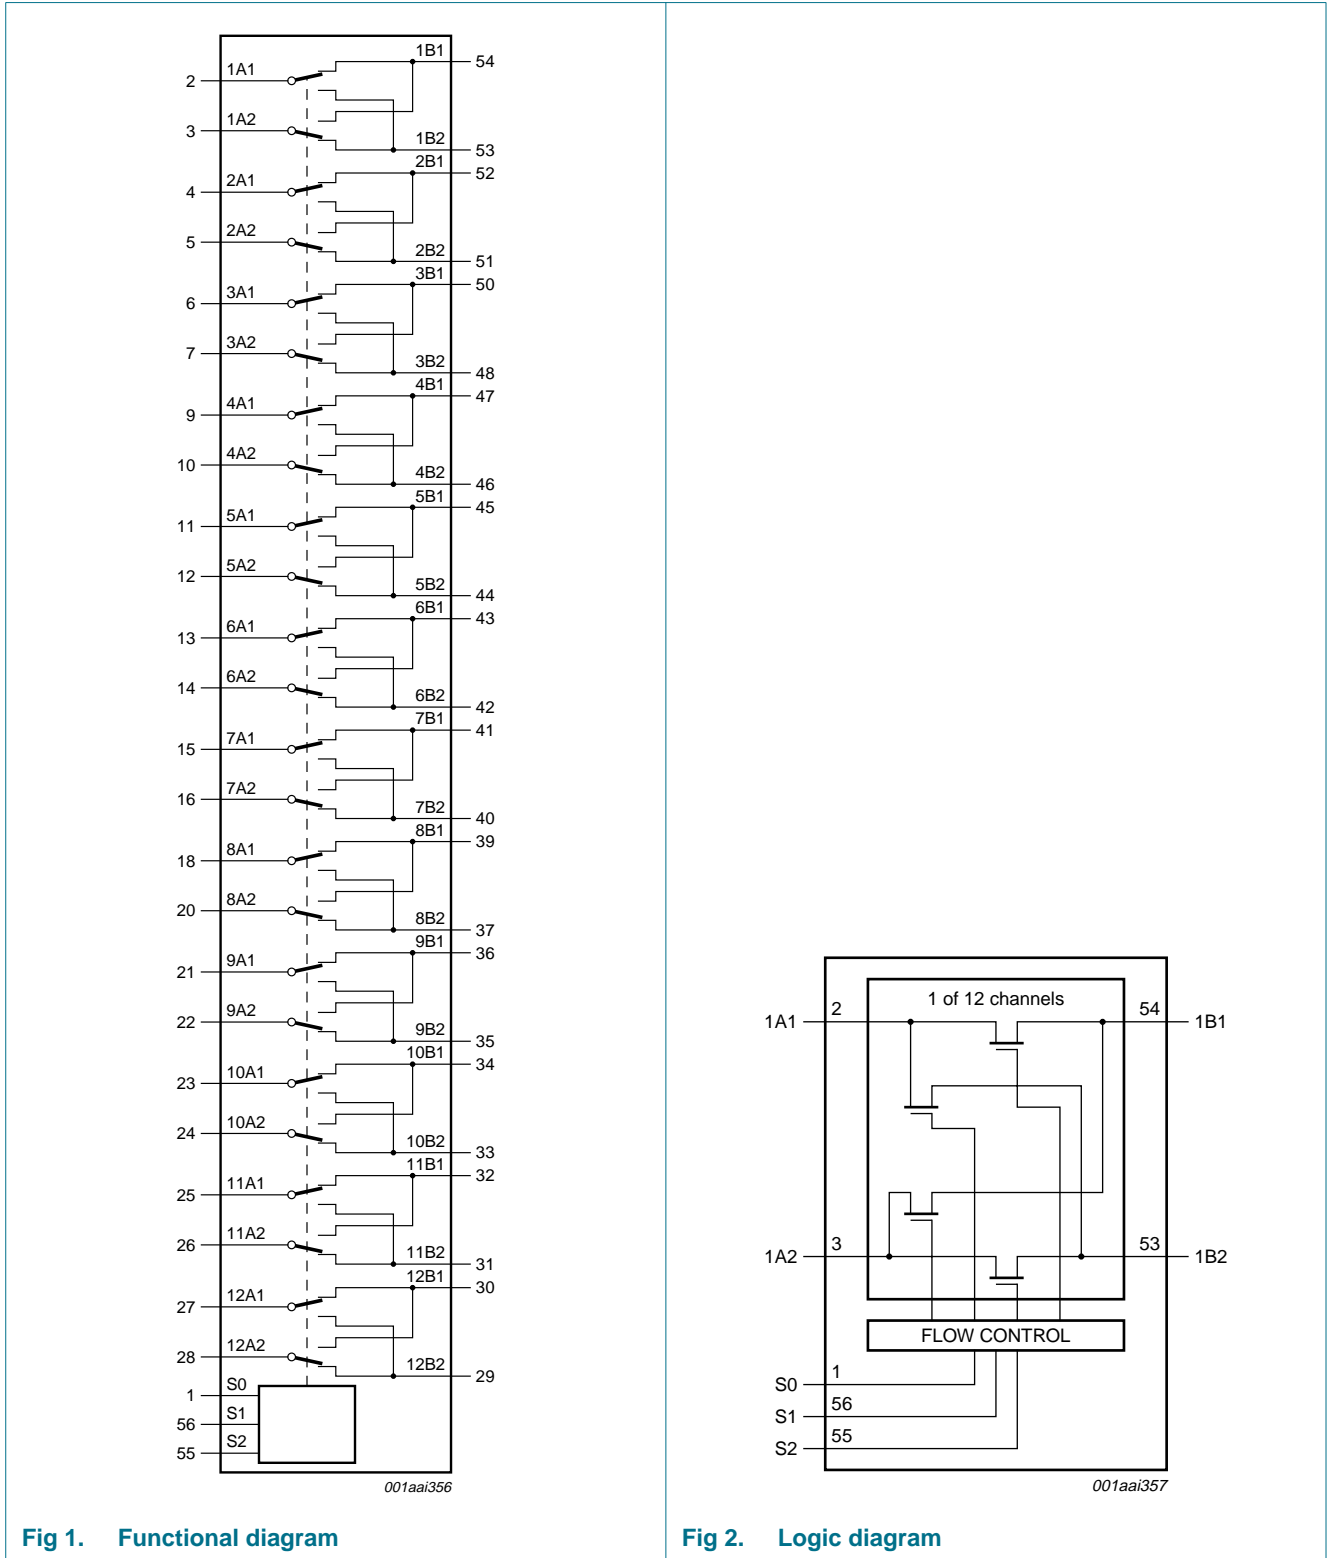 1B1
54
1A1
2
1A2
3
1B2
53
2B1
52
2A1
4
2A2
5
2B2
51
3B1
50
3A1
6
3A2
7
3B2
48
4B1
47
4A1
9
4A2
10
4B2
46
5B1
45
5A1
11
5A2
12
5B2
44
6B1
43
6A1
13
6A2
14
6B2
42
7B1
41
7A1
15
7A2
16
7B2
40
8B1
39
8A1
18
8A2
20
8B2
37
9B1
36
9A1
21
9A2
22
9B2
35
10B1
34
10A1
23
10A2
24
10B2
33
11B1
32
11A1
25
11A2
26
11B2
31
12B1
30
12A1
27
12A2
28
12B2
29
S0
1
S1
56
S2
55
001aai356
Fig 1. Functional diagram
1 of 12 channels
1A1
2
54
1B1
1A2
3
53
1B2
FLOW CONTROL
S0
1
S1
56
S2
55
001aai357
Fig 2. Logic diagram